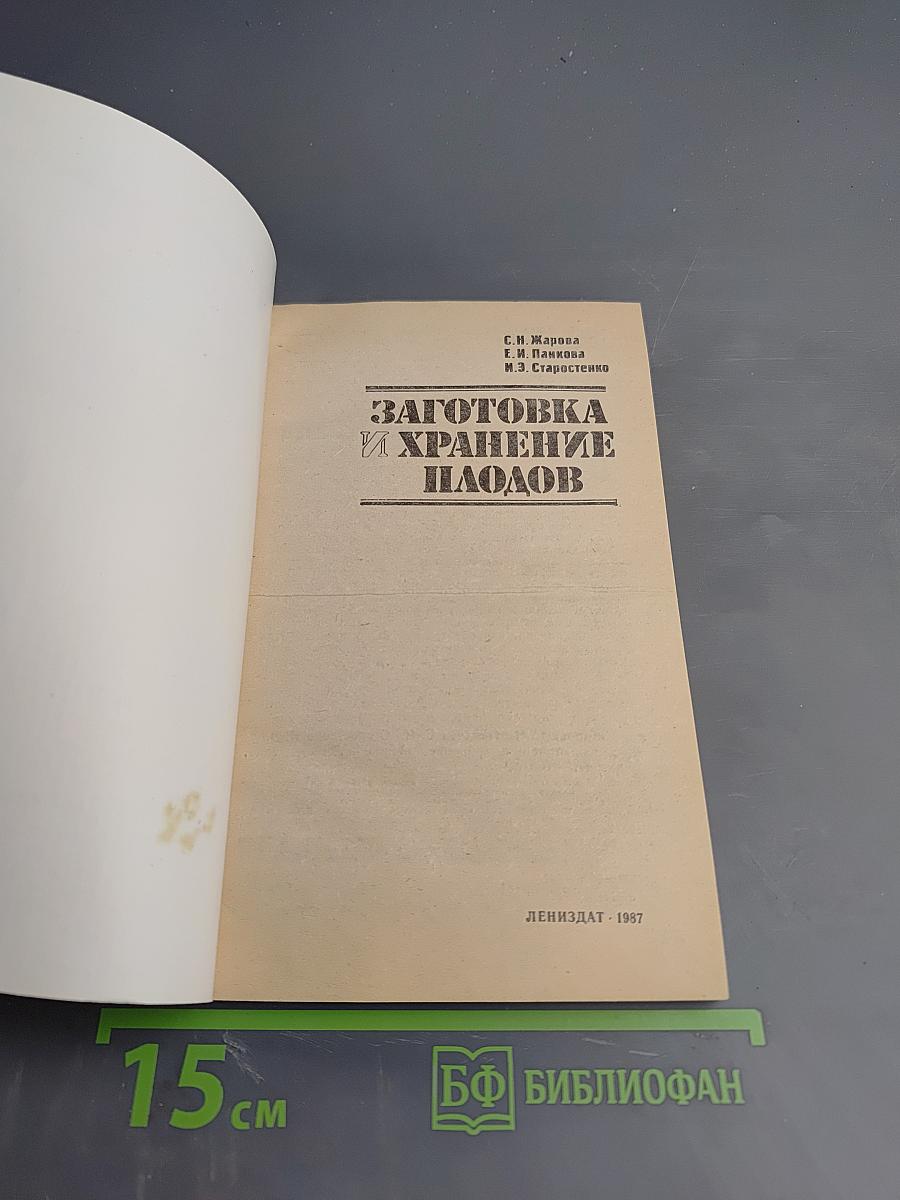 С.Н. Жарова
Е.И. Панкова
И.Э. Старостенко
ЗАГОТОВКА
И ХРАНЕНИЕ
ПЛОДОВ
ЛЕНИЗДАТ · 1987
15 см
БФ БИБЛИОФАН